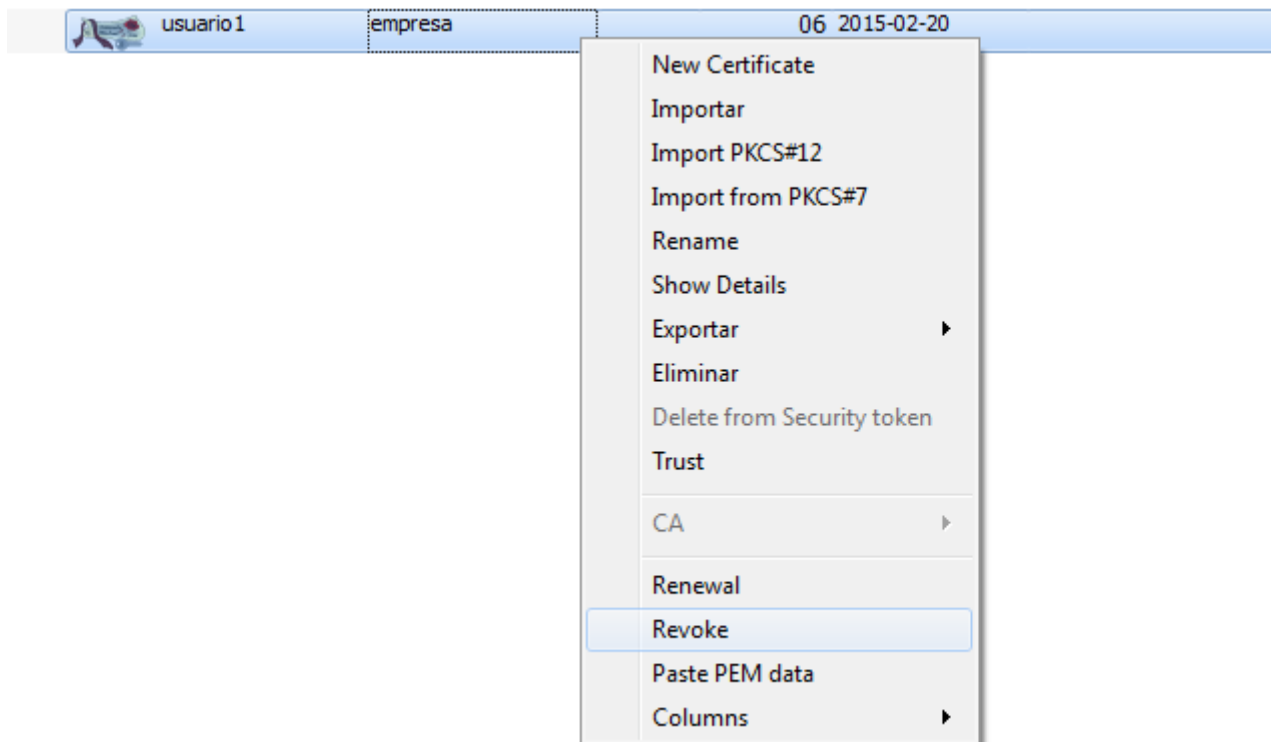 usuario1 empresa 06 2015-02-20
New Certificate
Importar
Import PKCS#12
Import from PKCS#7
Rename
Show Details
Exportar
Eliminar
Delete from Security token
Trust
CA
Renewal
Revoke
Paste PEM data
Columns